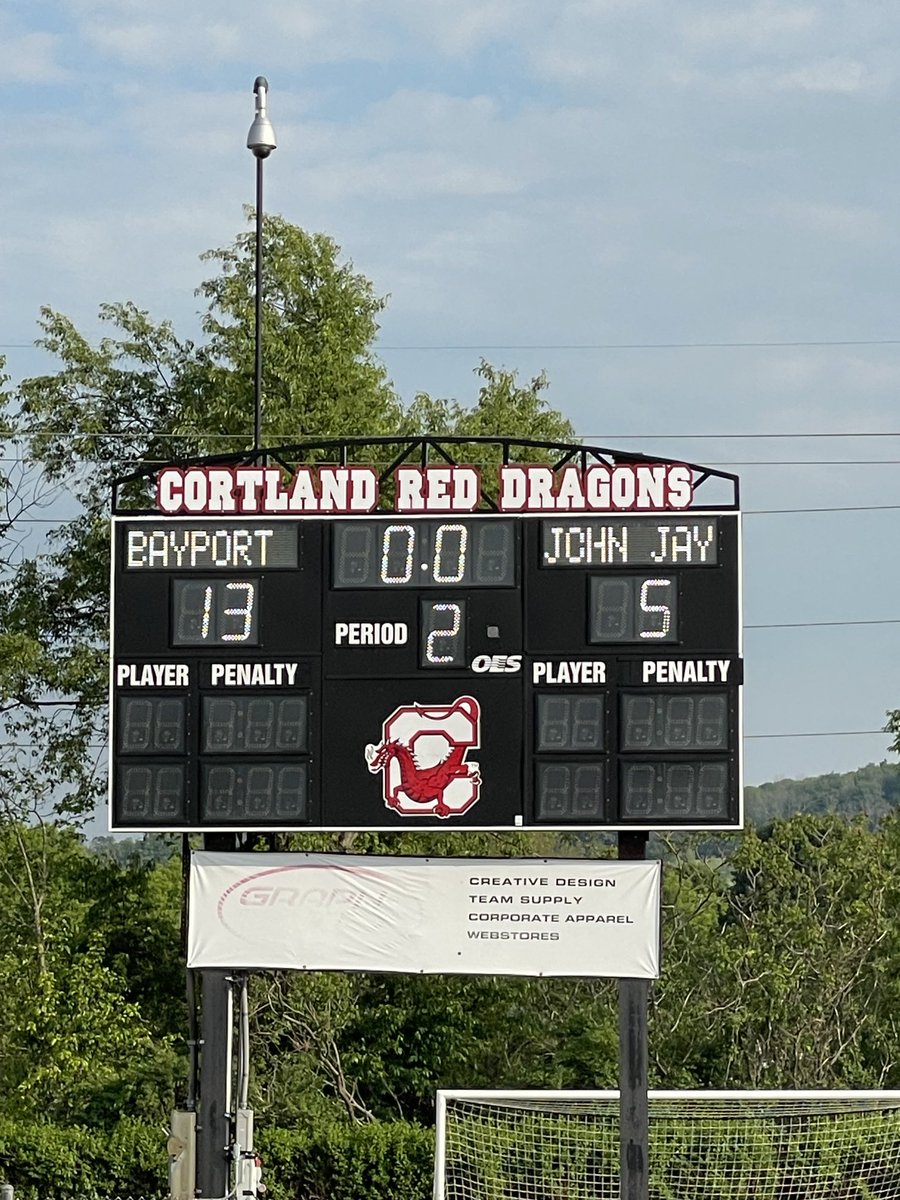 CORTLAND RED DRAGONS
BAYPORT 0.0 JOHN JAY
13 5
PERIOD 2
OES
PLAYER PENALTY PLAYER PENALTY
C
CREATIVE DESIGN
TEAM SUPPLY
CORPORATE APPAREL
WEBSTORES